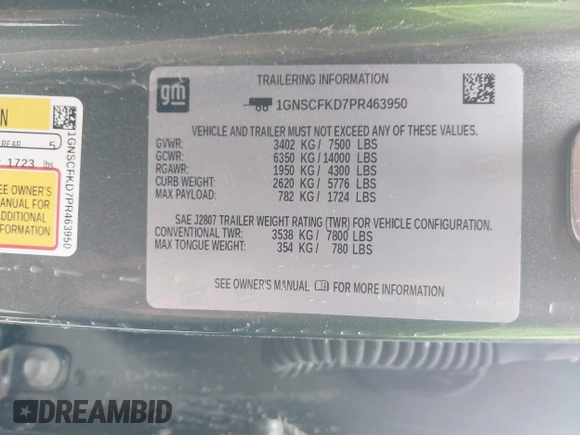 N
REAR 5
1723 lbs
SEE OWNER'S
MANUAL FOR
ADDITIONAL
INFORMATION
1GNSCFKD7PR463950
gm
TRAILERING INFORMATION
1GNSCFKD7PR463950
VEHICLE AND TRAILER MUST NOT EXCEED ANY OF THESE VALUES.
GVWR: 3402 KG / 7500 LBS
GCWR: 6350 KG /14000 LBS
RGAWR: 1950 KG / 4300 LBS
CURB WEIGHT: 2620 KG / 5776 LBS
MAX PAYLOAD: 782 KG / 1724 LBS
SAE J2807 TRAILER WEIGHT RATING (TWR) FOR VEHICLE CONFIGURATION.
CONVENTIONAL TWR: 3538 KG / 7800 LBS
MAX TONGUE WEIGHT: 354 KG / 780 LBS
SEE OWNER'S MANUAL FOR MORE INFORMATION
DREAMBID